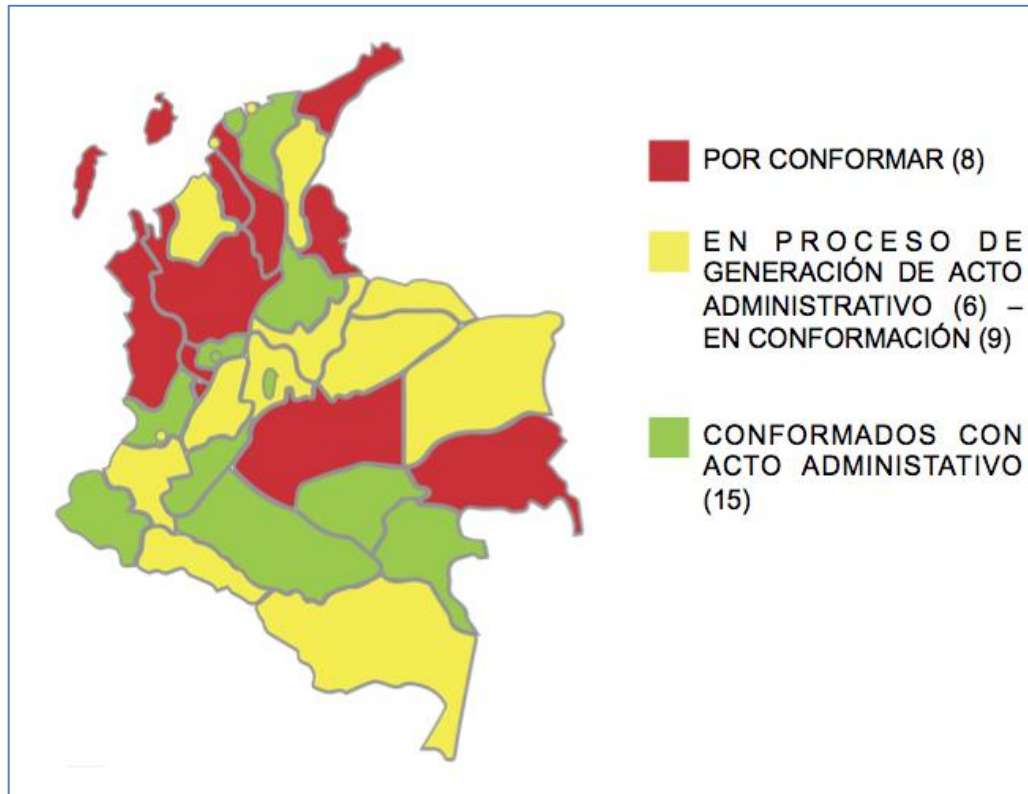 POR CONFORMAR (8)
EN PROCESO DE
GENERACIÓN DE ACTO
ADMINISTRATIVO (6) –
EN CONFORMACIÓN (9)
CONFORMADOS CON
ACTO ADMINISTATIVO
(15)